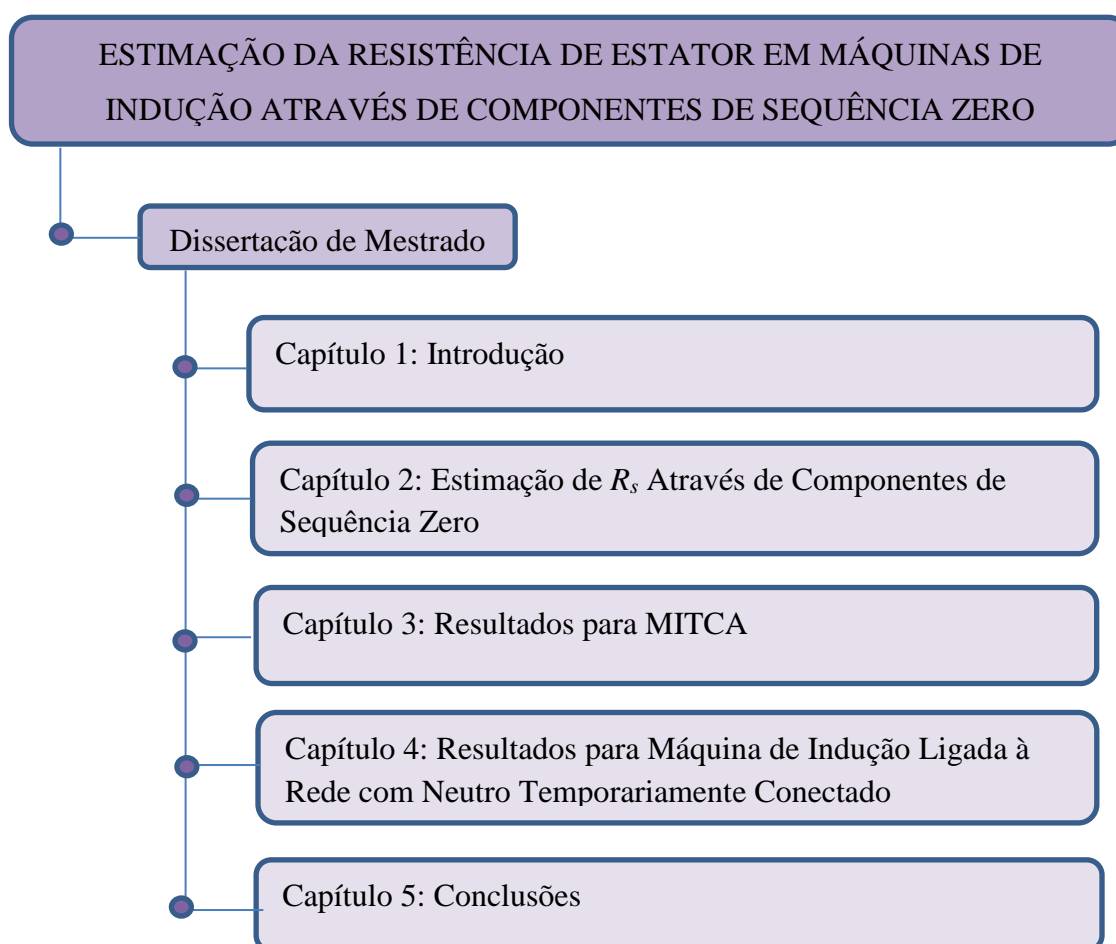 ESTIMAÇÃO DA RESISTÊNCIA DE ESTATOR EM MÁQUINAS DE
INDUÇÃO ATRAVÉS DE COMPONENTES DE SEQUÊNCIA ZERO
Dissertação de Mestrado
Capítulo 1: Introdução
Capítulo 2: Estimação de Rs Através de Componentes de
Sequência Zero
Capítulo 3: Resultados para MITCA
Capítulo 4: Resultados para Máquina de Indução Ligada à
Rede com Neutro Temporariamente Conectado
Capítulo 5: Conclusões